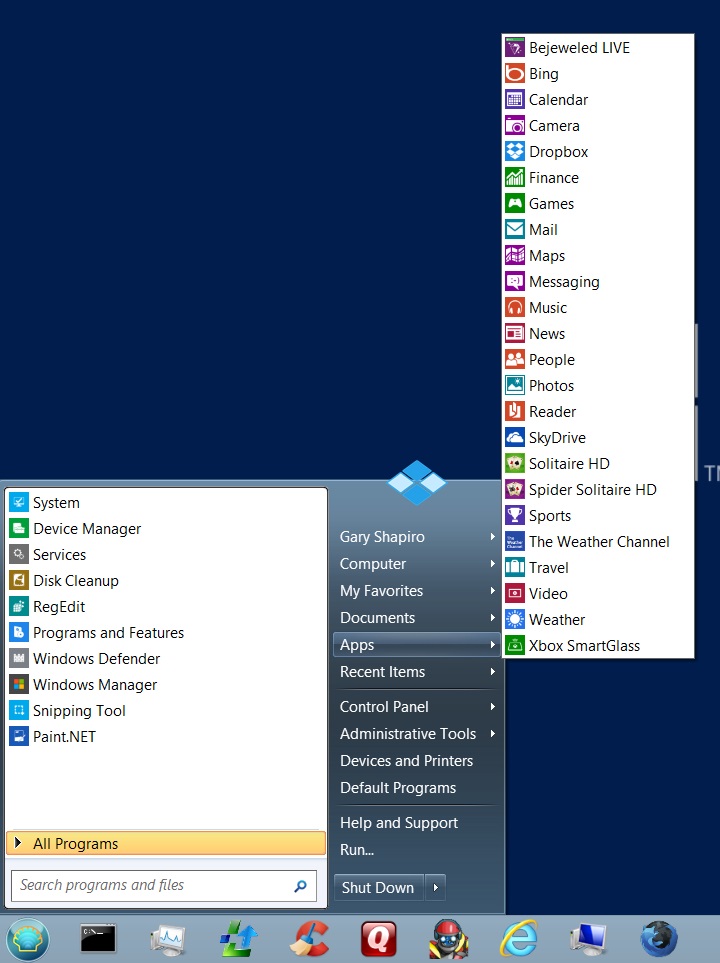 Bejeweled LIVE
Bing
Calendar
Camera
Dropbox
Finance
Games
Mail
Maps
Messaging
Music
News
People
Photos
Reader
SkyDrive
Solitaire HD
Spider Solitaire HD
Sports
The Weather Channel
The Weather Channel
Travel
Video
Weather
Xbox SmartGlass
TM
System
Device Manager
Services
Disk Cleanup
RegEdit
Programs and Features
Windows Defender
Windows Manager
Snipping Tool
Paint.NET
All Programs
Search programs and files
Gary Shapiro
Computer
My Favorites
Documents
Apps
Recent Items
Control Panel
Administrative Tools
Devices and Printers
Default Programs
Help and Support
Run...
Shut Down
C:\_
Q